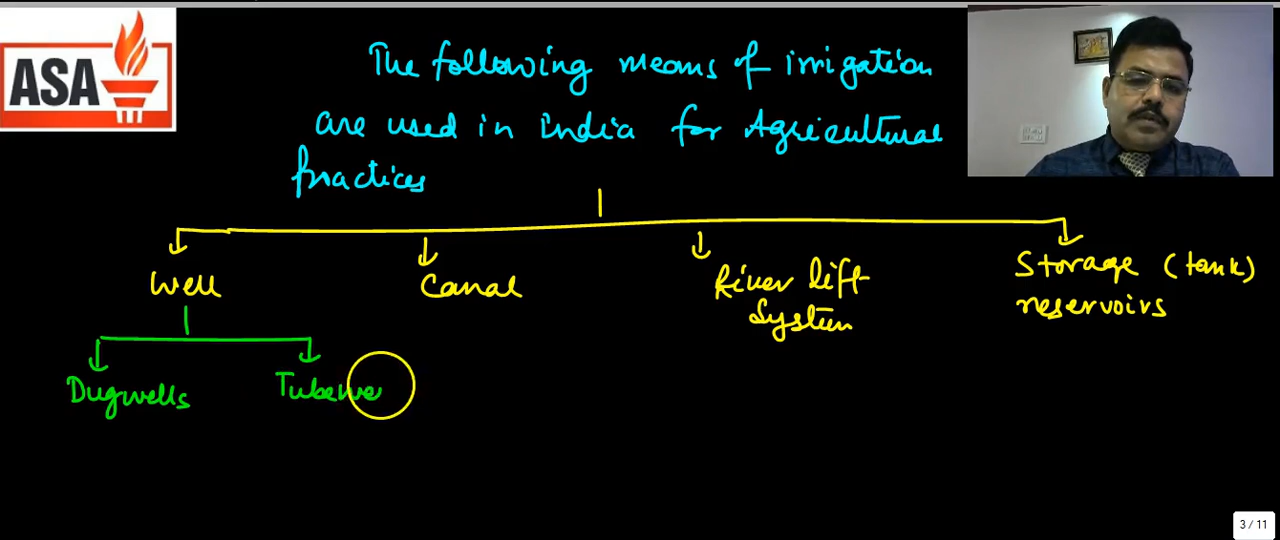 ASA
The following means of irrigation
are used in india for Agricultural
practices
Well
Canal
River lift
System
Storage (tank)
reservoirs
Dugwells
Tubewe
3 / 11